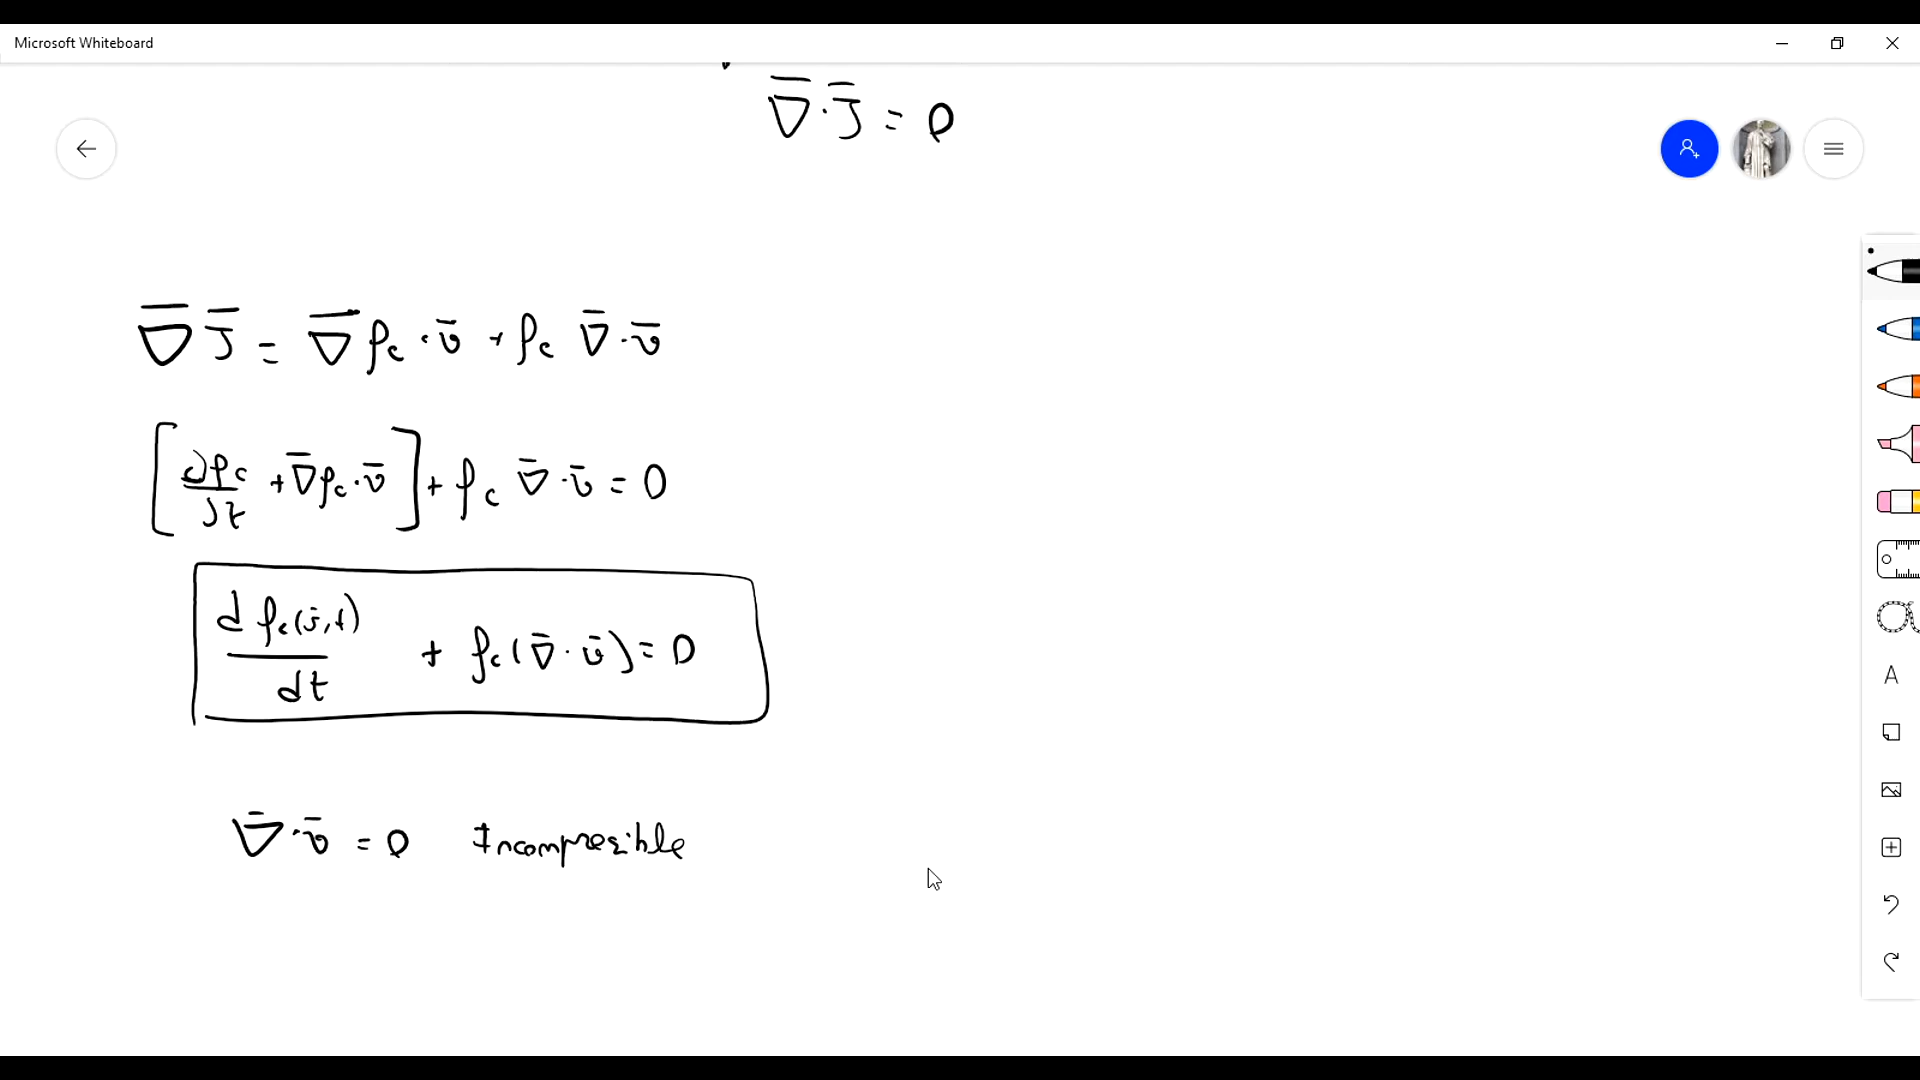 Microsoft Whiteboard
∇̅·J̅ = 0
∇̅ J̅ = ∇̅ρc·v̅ + ρc ∇̅·v̅
[∂ρc/∂t + ∇̅ρc·v̅] + ρc ∇̅·v̅ = 0
dρc(r̅,t)/dt + ρc(∇̅·v̅) = 0
∇̅·v̅ = 0 Incompresible
A